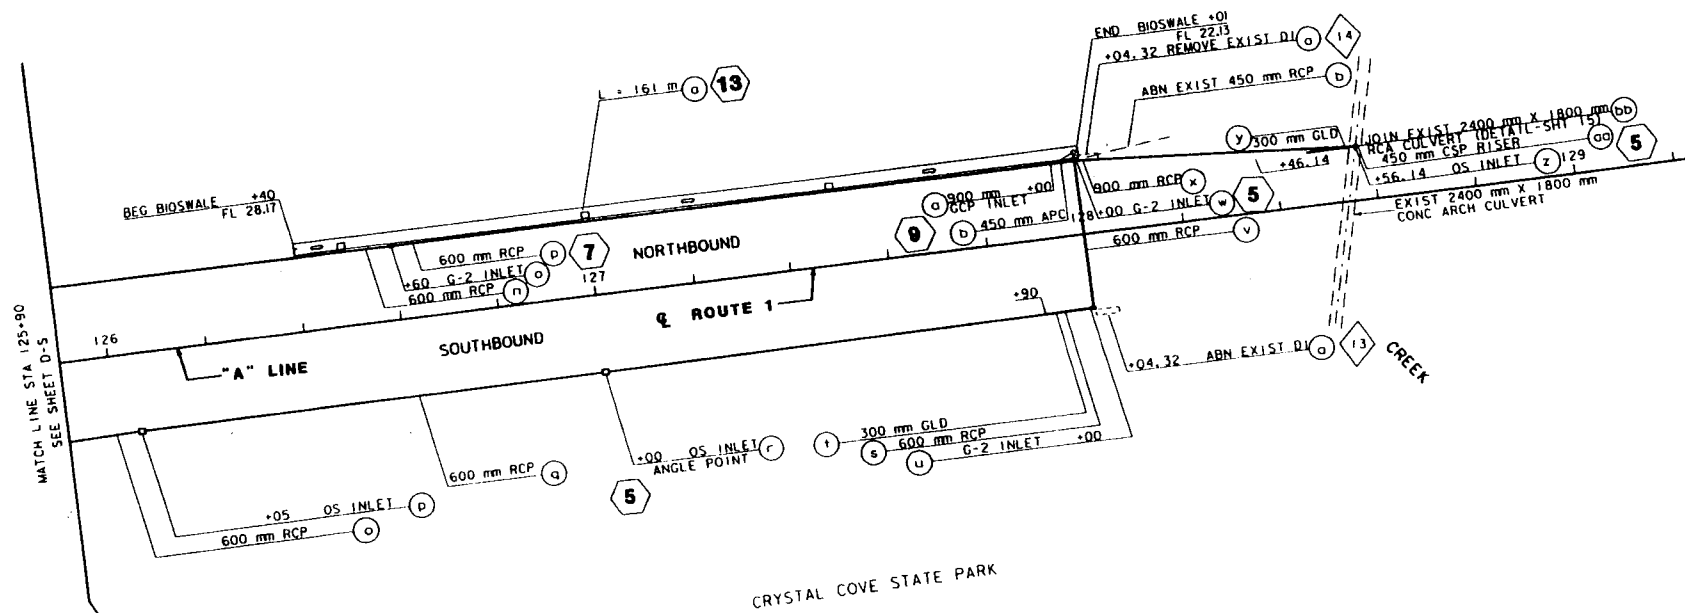 END BIOSWALE +01
FL 22.13
+04.32 REMOVE EXIST DI a 14
L = 161 m a 13
ABN EXIST 450 mm RCP b
y 300 mm GLD
+46.14
JOIN EXIST 2400 mm X 1800 mm bb
RCA CULVERT (DETAIL-SHT 15)
450 mm CSP RISER aa 5
+56.14 OS INLET z 129
EXIST 2400 mm X 1800 mm
CONC ARCH CULVERT
BEG BIOSWALE +40
FL 28.17
a 900 mm +00
GCP INLET
b 450 mm APC 128
9
900 mm RCP x
+00 G-2 INLET w 5
600 mm RCP v
600 mm RCP p 7
+60 G-2 INLET o
600 mm RCP n
NORTHBOUND
127
126
℄ ROUTE 1
+90
"A" LINE
SOUTHBOUND
MATCH LINE STA 125+90
SEE SHEET D-5
+04.32 ABN EXIST DI a 13
CREEK
t 300 mm GLD
s 600 mm RCP
u G-2 INLET +00
+00 OS INLET r
ANGLE POINT
5
600 mm RCP q
+05 OS INLET p
600 mm RCP o
CRYSTAL COVE STATE PARK